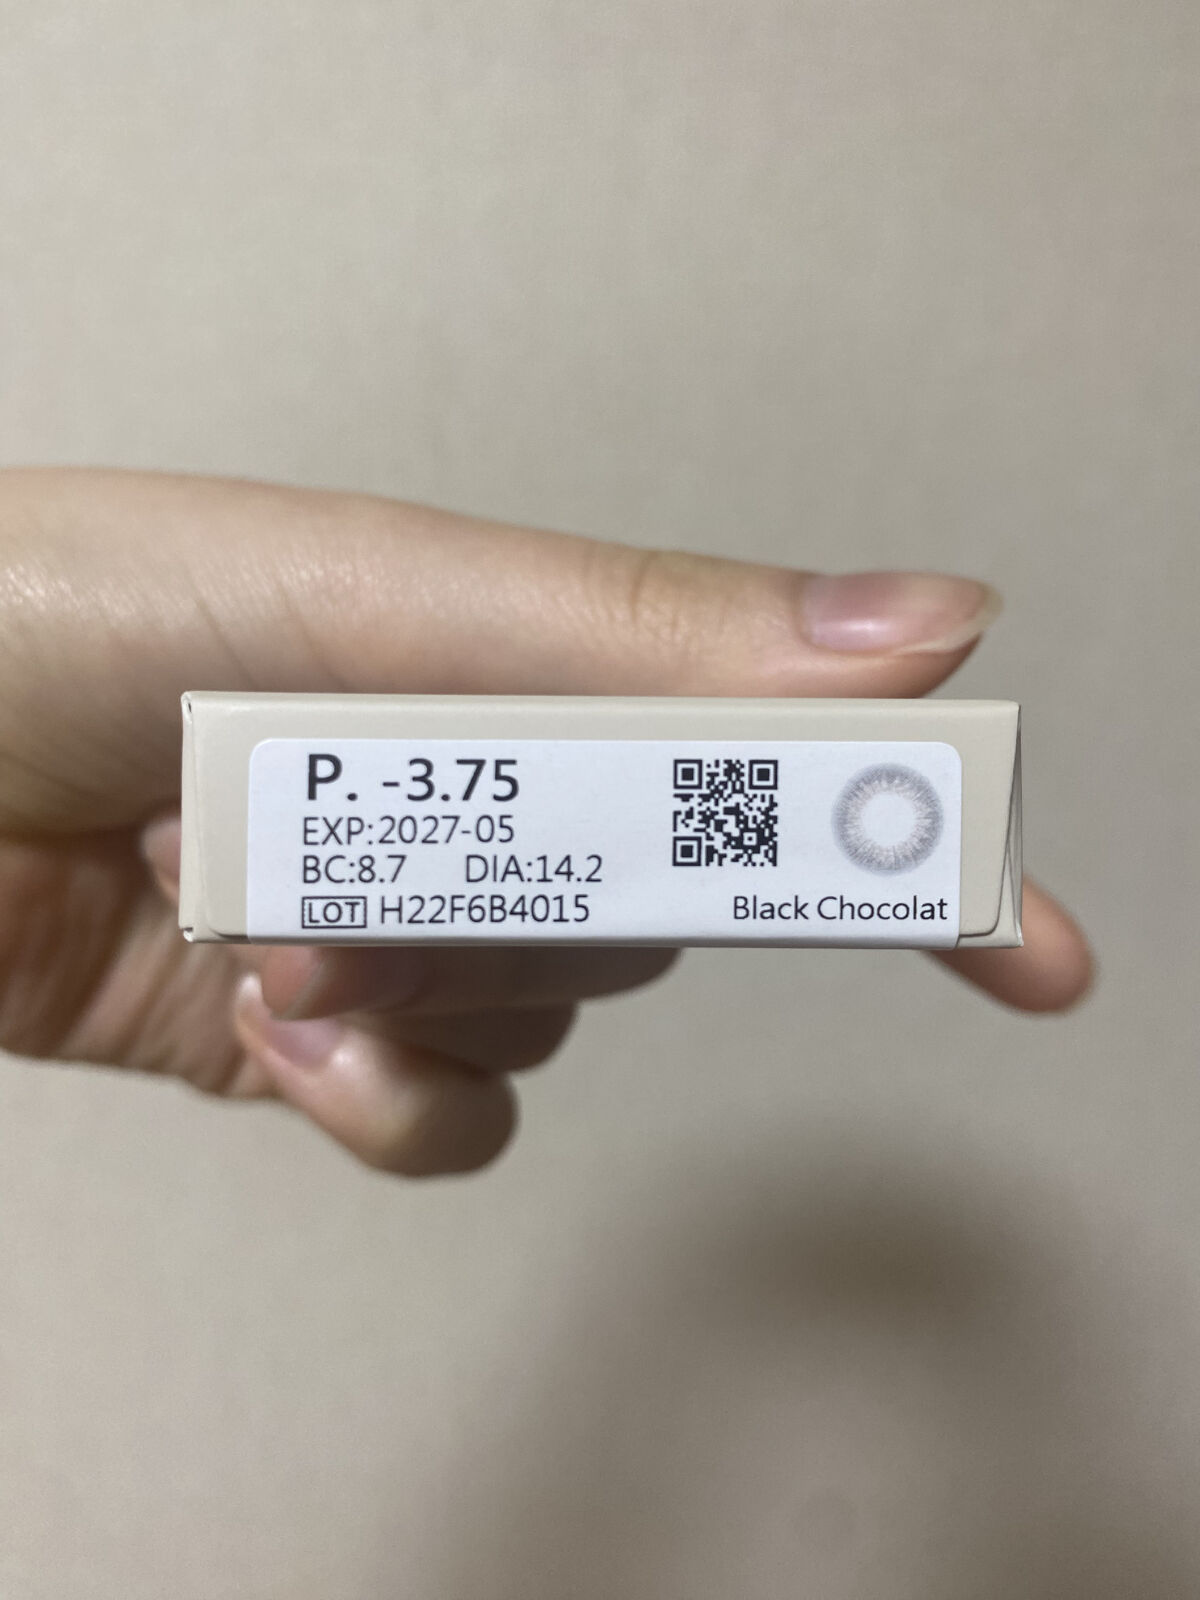 P. -3.75
EXP:2027-05
BC:8.7 DIA:14.2
LOT H22F6B4015
Black Chocolat